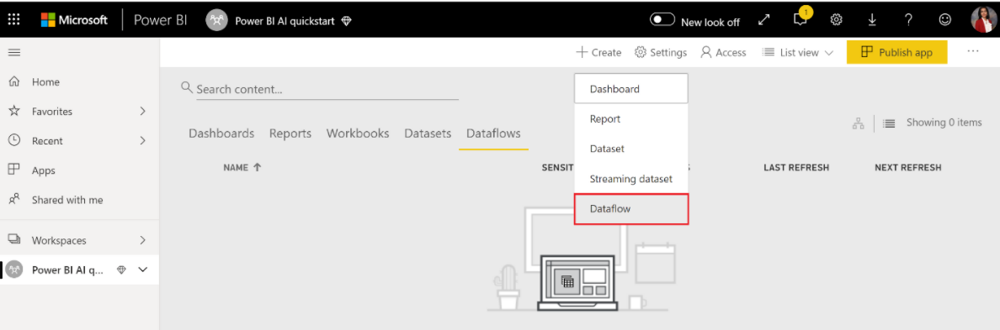 Microsoft Power BI Power BI AI quickstart New look off 1 ?
Create Settings Access List view Publish app ...
Home
Search content...
Dashboard
Favorites
Report
Showing 0 items
Dashboards Reports Workbooks Datasets Dataflows
Recent
Dataset
NAME SENSIT LAST REFRESH NEXT REFRESH
Apps
Streaming dataset
Shared with me
Dataflow
Workspaces
Power BI AI q...